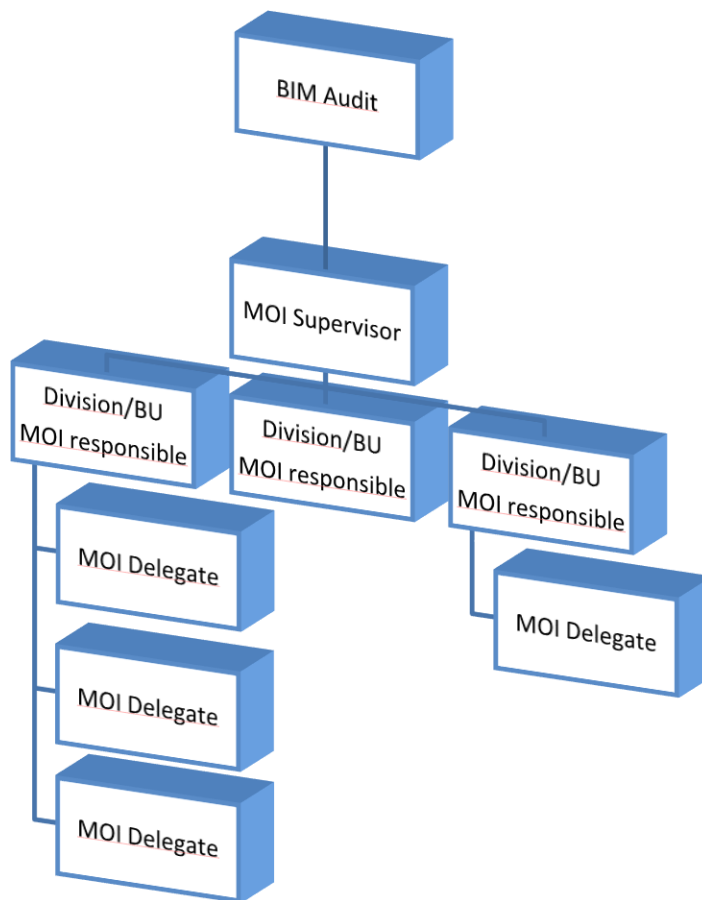 BIM Audit
MOI Supervisor
Division/BU
MOI responsible
Division/BU
MOI responsible
Division/BU
MOI responsible
MOI Delegate
MOI Delegate
MOI Delegate
MOI Delegate